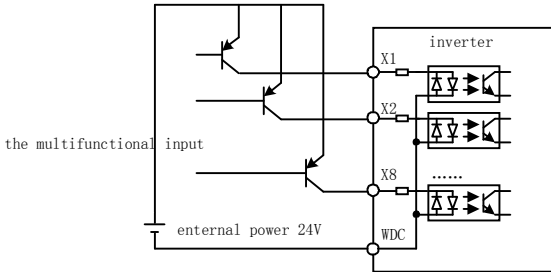 inverter
X1
X2
the multifunctional input
X8
......
enternal power 24V
WDC